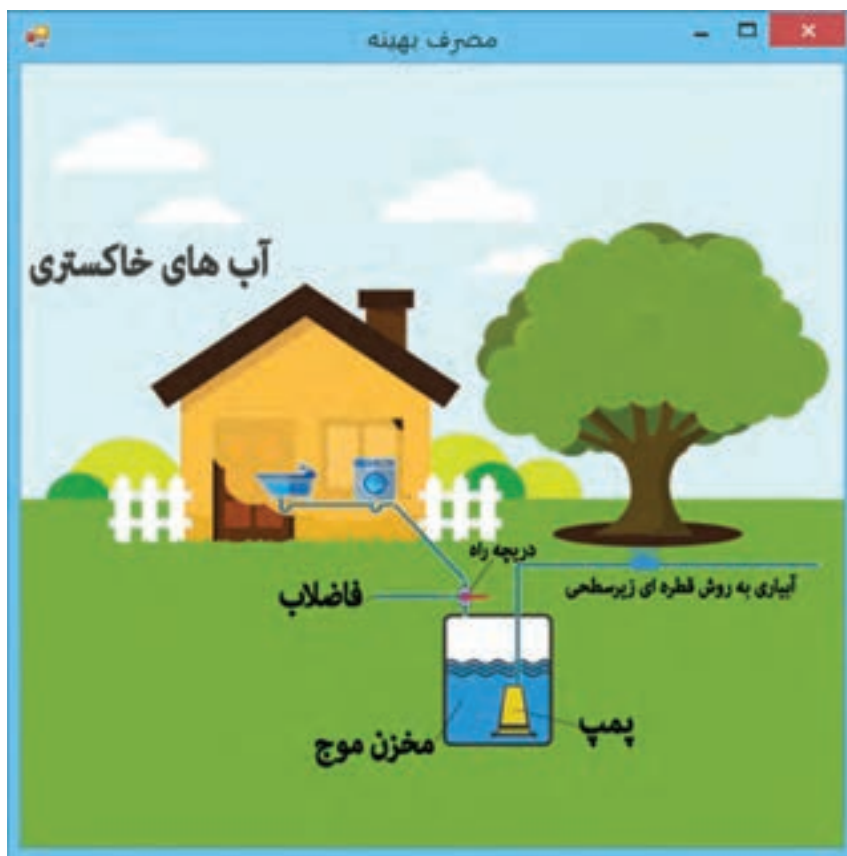 مصرف بهینه
آب های خاکستری
دریچه راه
آبیاری به روش قطره ای زیرسطحی
فاضلاب
پمپ
مخزن موج